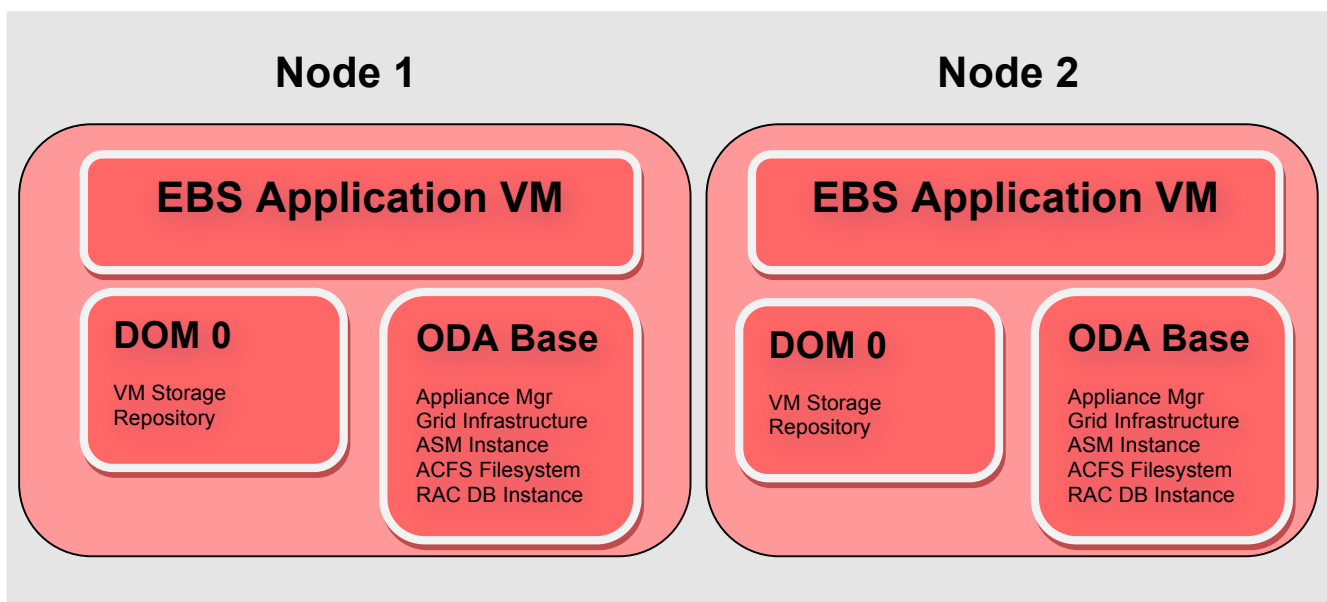 Node 1
EBS Application VM
DOM 0
VM Storage
Repository
ODA Base
Appliance Mgr
Grid Infrastructure
ASM Instance
ACFS Filesystem
RAC DB Instance
Node 2
EBS Application VM
DOM 0
VM Storage
Repository
ODA Base
Appliance Mgr
Grid Infrastructure
ASM Instance
ACFS Filesystem
RAC DB Instance